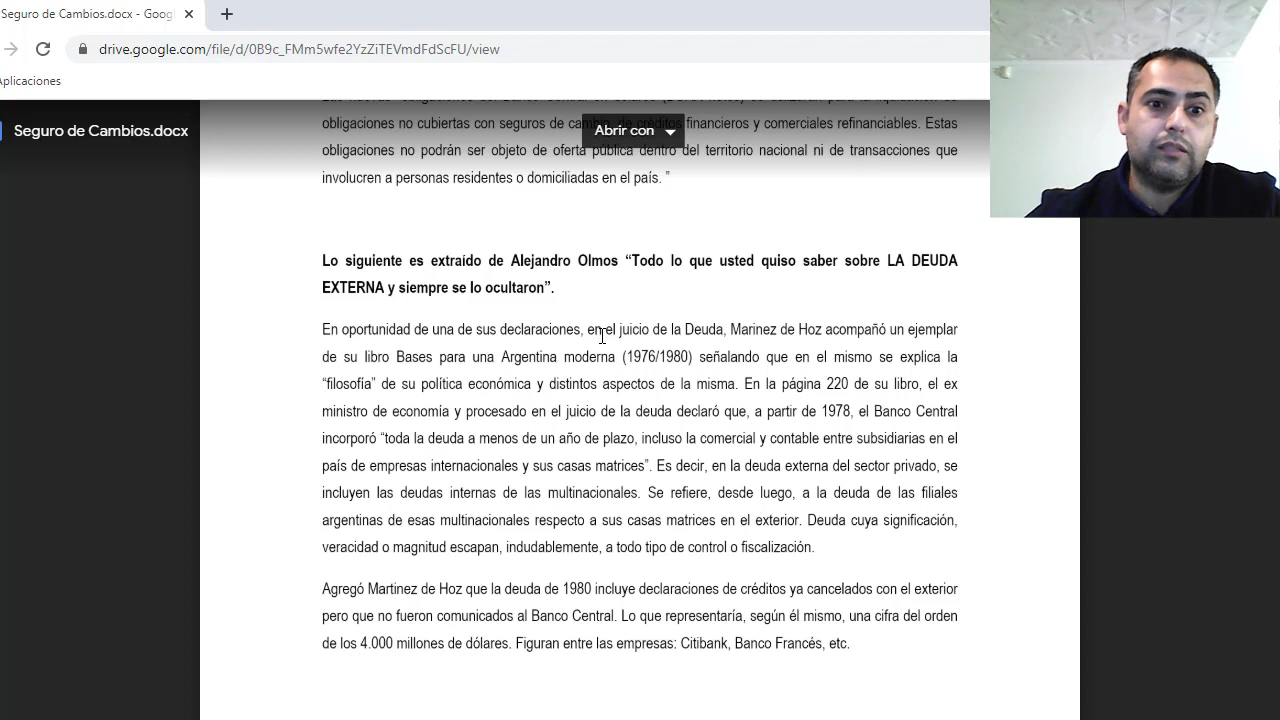 Seguro de Cambios.docx - Goog
drive.google.com/file/d/0B9c_FMm5wfe2YzZiTEVmdFdScFU/view
Aplicaciones
Seguro de Cambios.docx
Abrir con
obligaciones no cubiertas con seguros de cambio, de créditos financieros y comerciales refinanciables. Estas
obligaciones no podrán ser objeto de oferta pública dentro del territorio nacional ni de transacciones que
involucren a personas residentes o domiciliadas en el país. ”
Lo siguiente es extraído de Alejandro Olmos “Todo lo que usted quiso saber sobre LA DEUDA
EXTERNA y siempre se lo ocultaron”.
En oportunidad de una de sus declaraciones, en el juicio de la Deuda, Marinez de Hoz acompañó un ejemplar
de su libro Bases para una Argentina moderna (1976/1980) señalando que en el mismo se explica la
“filosofía” de su política económica y distintos aspectos de la misma. En la página 220 de su libro, el ex
ministro de economía y procesado en el juicio de la deuda declaró que, a partir de 1978, el Banco Central
incorporó “toda la deuda a menos de un año de plazo, incluso la comercial y contable entre subsidiarias en el
país de empresas internacionales y sus casas matrices”. Es decir, en la deuda externa del sector privado, se
incluyen las deudas internas de las multinacionales. Se refiere, desde luego, a la deuda de las filiales
argentinas de esas multinacionales respecto a sus casas matrices en el exterior. Deuda cuya significación,
veracidad o magnitud escapan, indudablemente, a todo tipo de control o fiscalización.
Agregó Martinez de Hoz que la deuda de 1980 incluye declaraciones de créditos ya cancelados con el exterior
pero que no fueron comunicados al Banco Central. Lo que representaría, según él mismo, una cifra del orden
de los 4.000 millones de dólares. Figuran entre las empresas: Citibank, Banco Francés, etc.